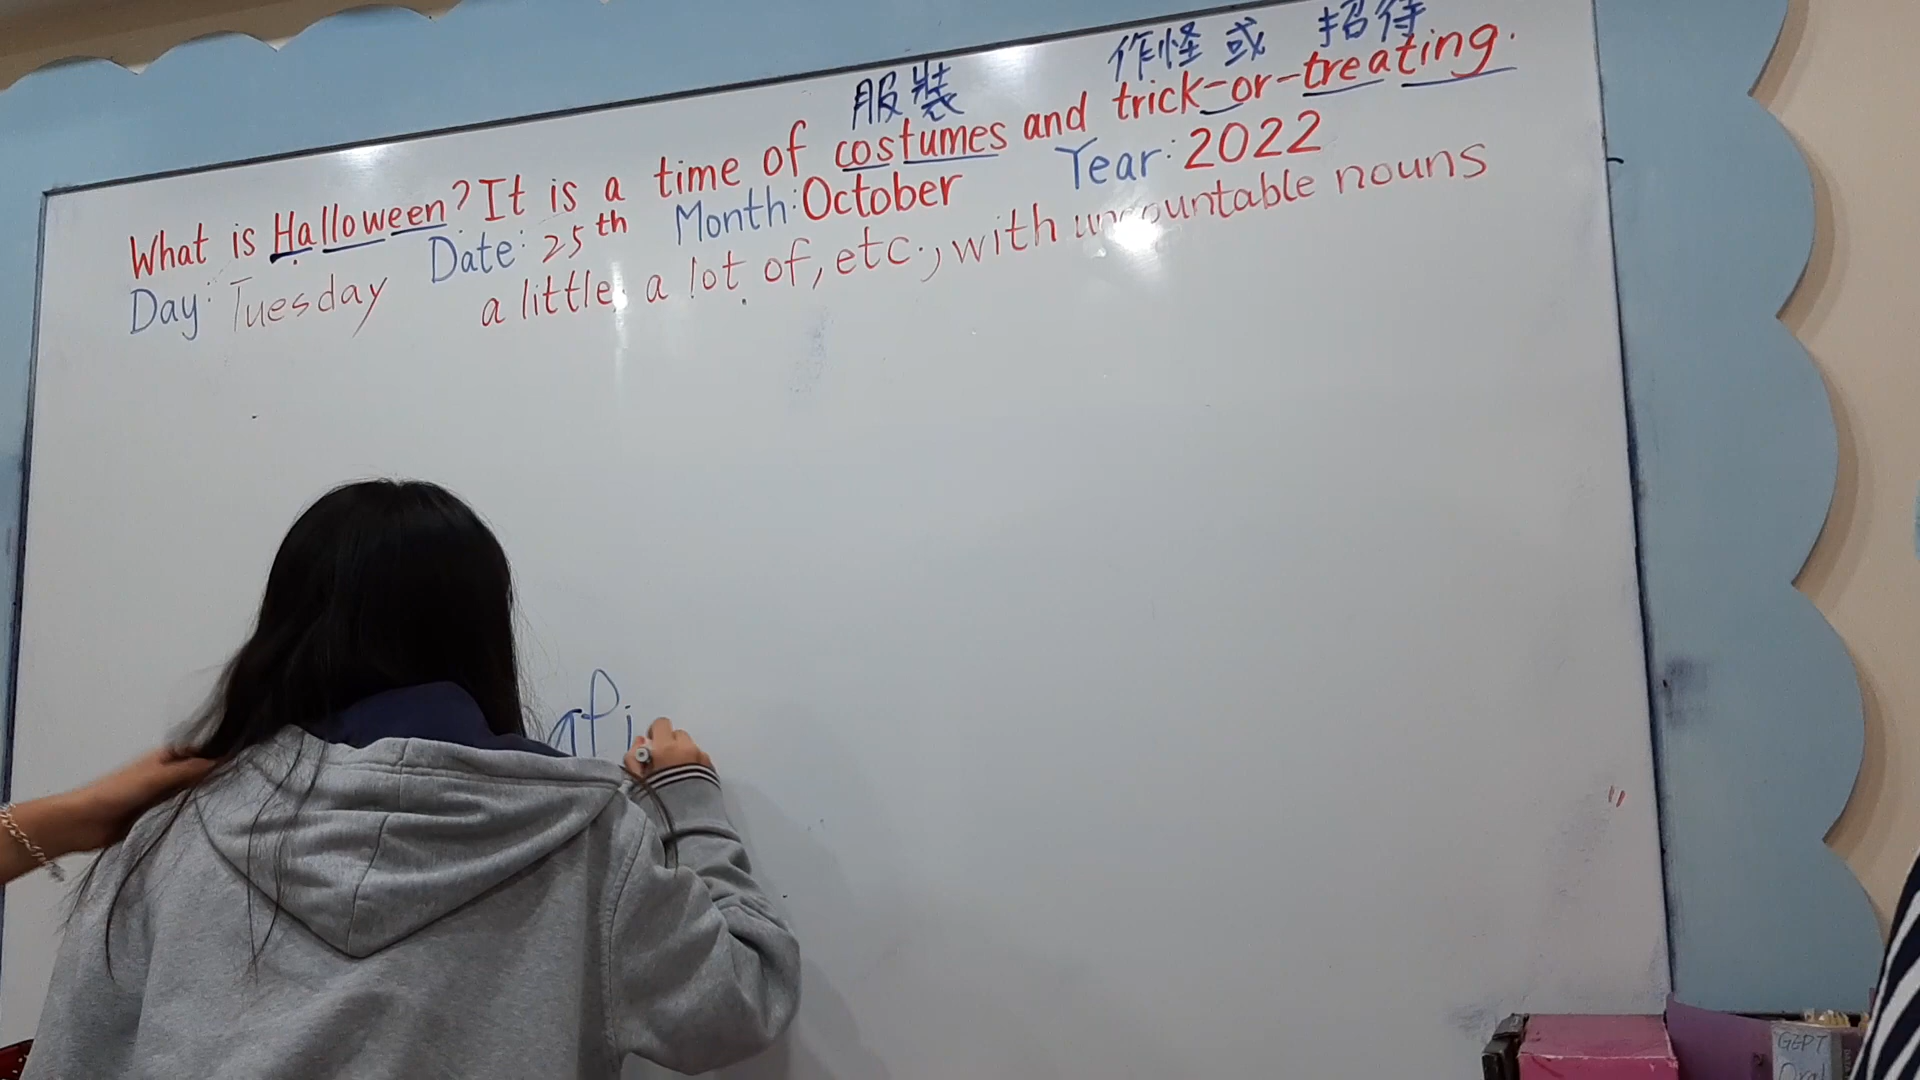 服裝 作怪或 招待
What is Halloween? It is a time of costumes and trick-or-treating.
Day: Tuesday Date: 25th Month: October Year: 2022
a little, a lot of, etc., with uncountable nouns
GEPT
Oral